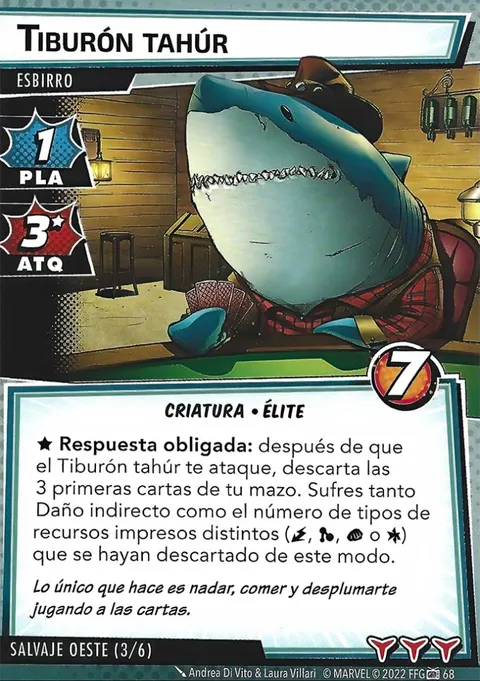 TIBURÓN TAHÚR
ESBIRRO
1
PLA
3★
ATQ
7
CRIATURA • ÉLITE
★ Respuesta obligada: después de que
el Tiburón tahúr te ataque, descarta las
3 primeras cartas de tu mazo. Sufres tanto
Daño indirecto como el número de tipos de
recursos impresos distintos ( , , o )
que se hayan descartado de este modo.
Lo único que hace es nadar, comer y desplumarte
jugando a las cartas.
SALVAJE OESTE (3/6)
Andrea Di Vito & Laura Villari © MARVEL © 2022 FFG 68